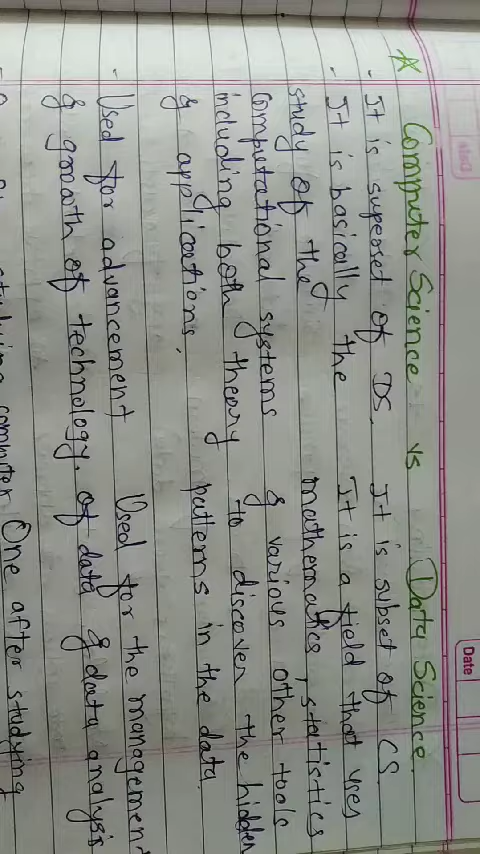 Date
☆ Computer Science vs Data Science.
- It is superset of DS. It is subset of CS.
- It is basically the It is a field that uses
study of the mathematics, statistics
computational systems & various other tools
including both theory to discover the hidden
& applications. patterns in the data.
- Used for advancement Used for the management
& growth of technology. of data & data analysis
studying computer One after studying